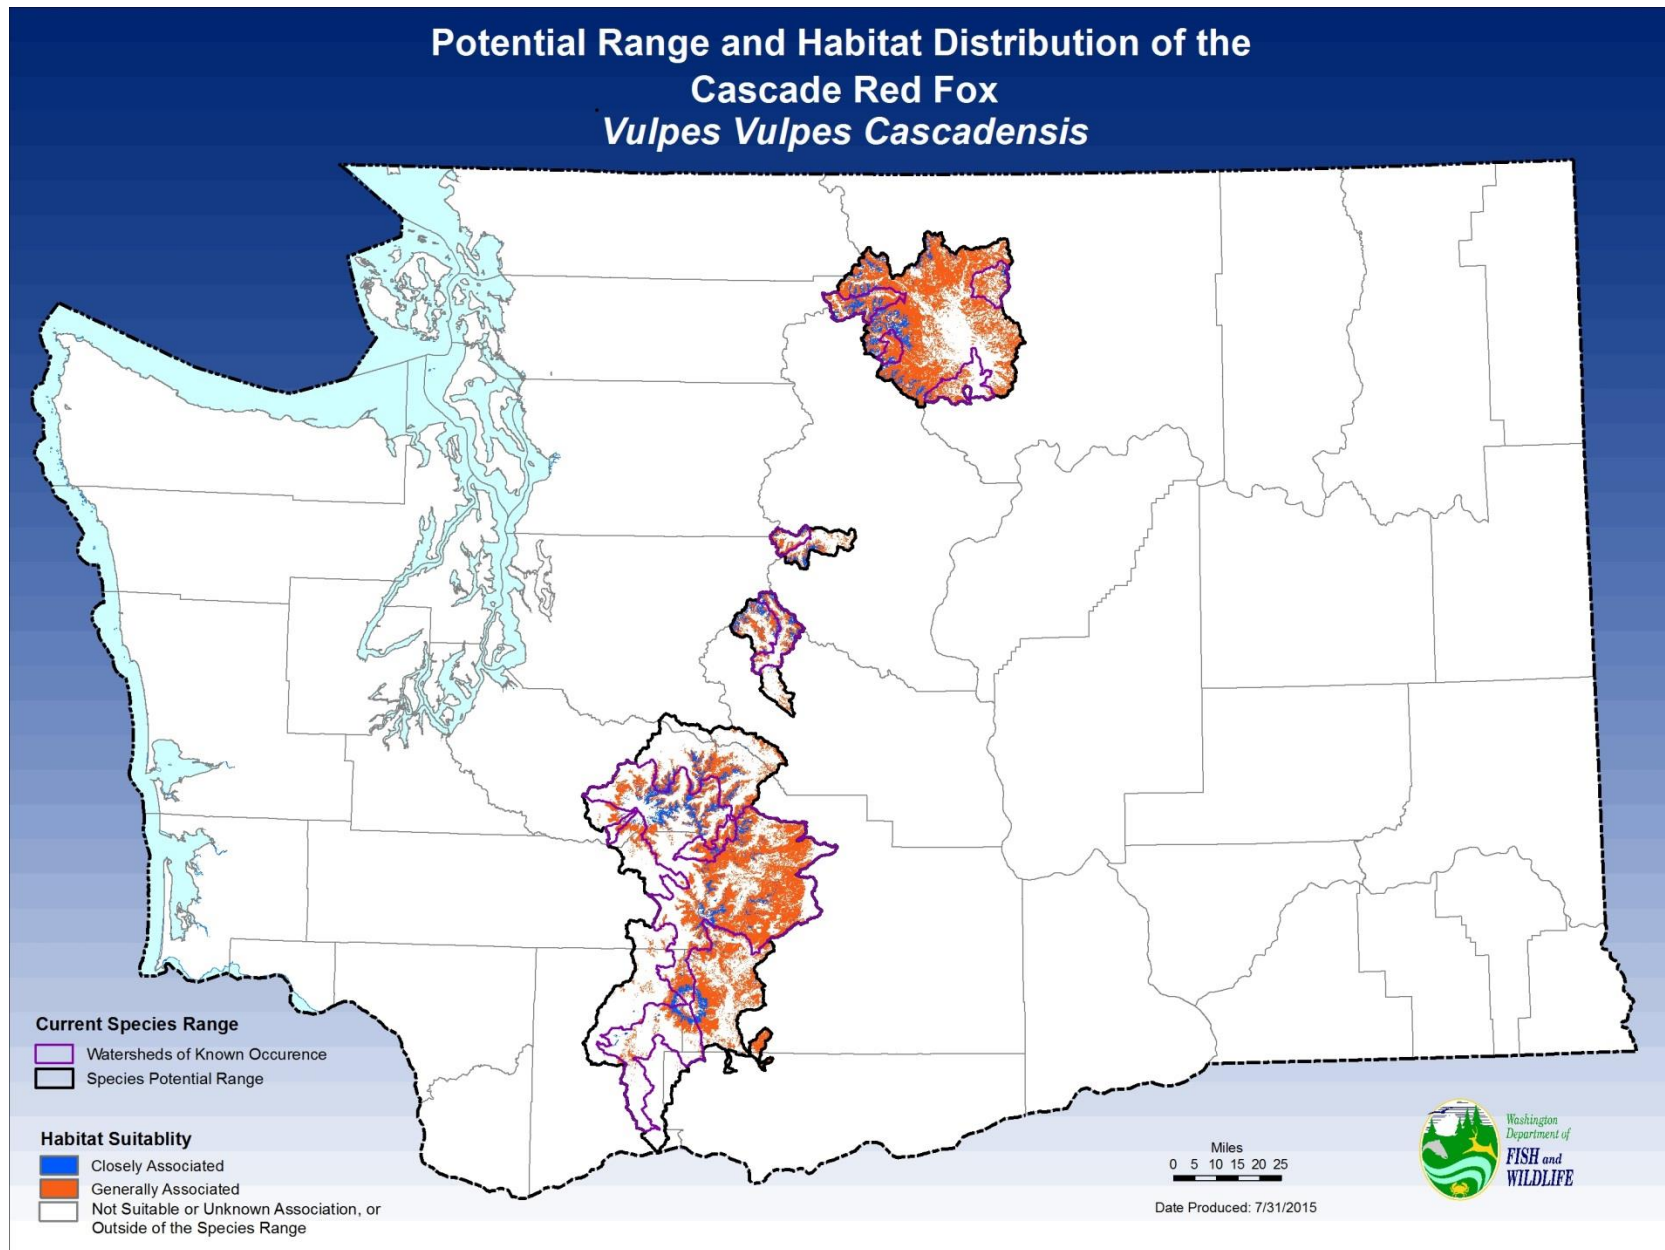 Potential Range and Habitat Distribution of the
Cascade Red Fox
Vulpes Vulpes Cascadensis
Current Species Range
Watersheds of Known Occurence
Species Potential Range
Habitat Suitablity
Closely Associated
Generally Associated
Not Suitable or Unknown Association, or
Outside of the Species Range
Miles
0 5 10 15 20 25
Date Produced: 7/31/2015
Washington
Department of
FISH and
WILDLIFE